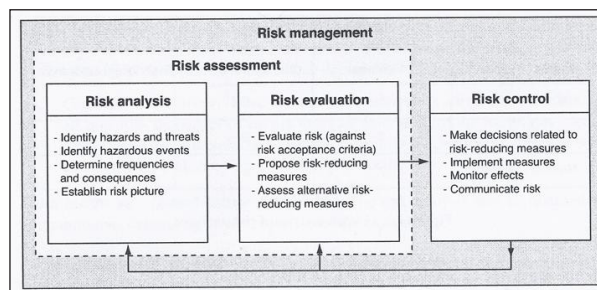 Risk management
Risk assessment
Risk analysis
- Identify hazards and threats
- Identify hazardous events
- Determine frequencies
and consequences
- Establish risk picture
Risk evaluation
- Evaluate risk (against
risk acceptance criteria)
- Propose risk-reducing
measures
- Assess alternative risk-
reducing measures
Risk control
- Make decisions related to
risk-reducing measures
- Implement measures
- Monitor effects
- Communicate risk